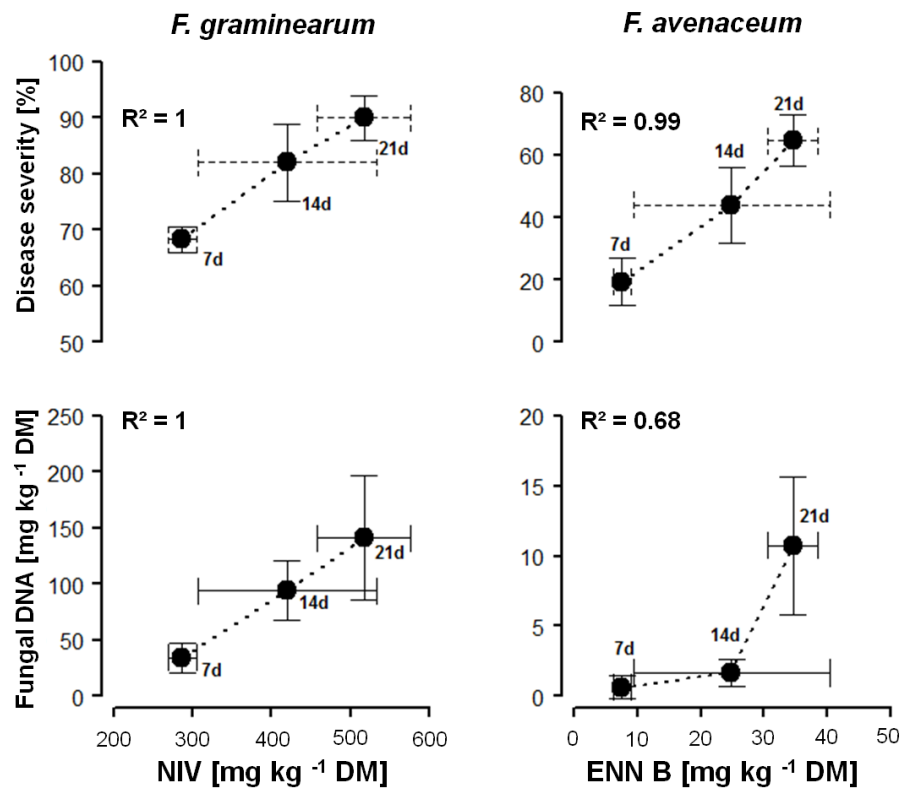 F. graminearum
F. avenaceum
Disease severity [%]
100
90
80
70
60
50
R² = 1
7d
14d
21d
80
60
40
20
0
R² = 0.99
7d
14d
21d
Fungal DNA [mg kg -1 DM]
250
200
150
100
50
0
R² = 1
7d
14d
21d
200 300 400 500 600
NIV [mg kg -1 DM]
20
15
10
5
0
R² = 0.68
7d
14d
21d
0 10 20 30 40 50
ENN B [mg kg -1 DM]